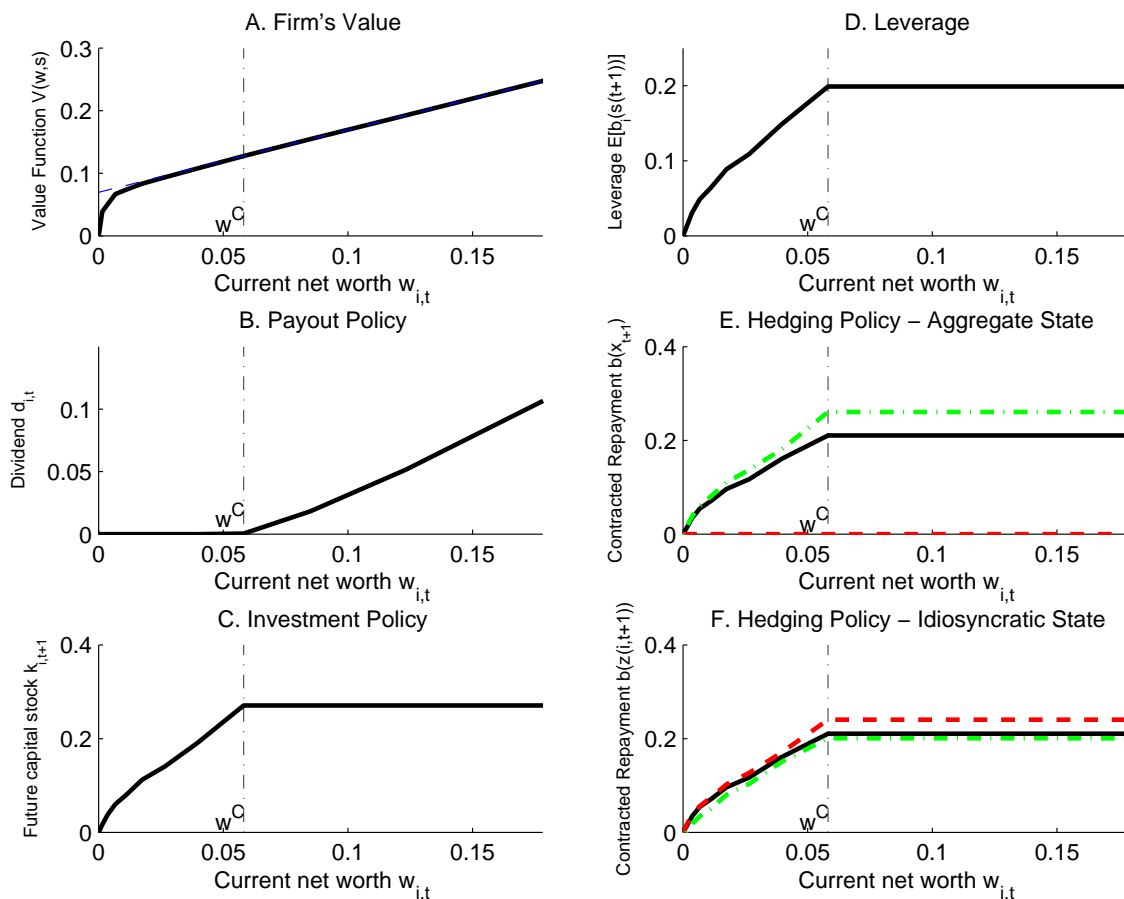 A. Firm's Value
Value Function V(w,s)
0.3
0.2
0.1
0
w^C
0 0.05 0.1 0.15
Current net worth w_{i,t}
B. Payout Policy
Dividend d_{i,t}
0.1
0.05
0
w^C
0 0.05 0.1 0.15
Current net worth w_{i,t}
C. Investment Policy
Future capital stock k_{i,t+1}
0.4
0.2
0
w^C
0 0.05 0.1 0.15
Current net worth w_{i,t}
D. Leverage
Leverage E[b_i(s(t+1))]
0.2
0.1
0
w^C
0 0.05 0.1 0.15
Current net worth w_{i,t}
E. Hedging Policy − Aggregate State
Contracted Repayment b(x_{t+1})
0.4
0.2
0
w^C
0 0.05 0.1 0.15
Current net worth w_{i,t}
F. Hedging Policy − Idiosyncratic State
Contracted Repayment b(z(i,t+1))
0.4
0.2
0
w^C
0 0.05 0.1 0.15
Current net worth w_{i,t}